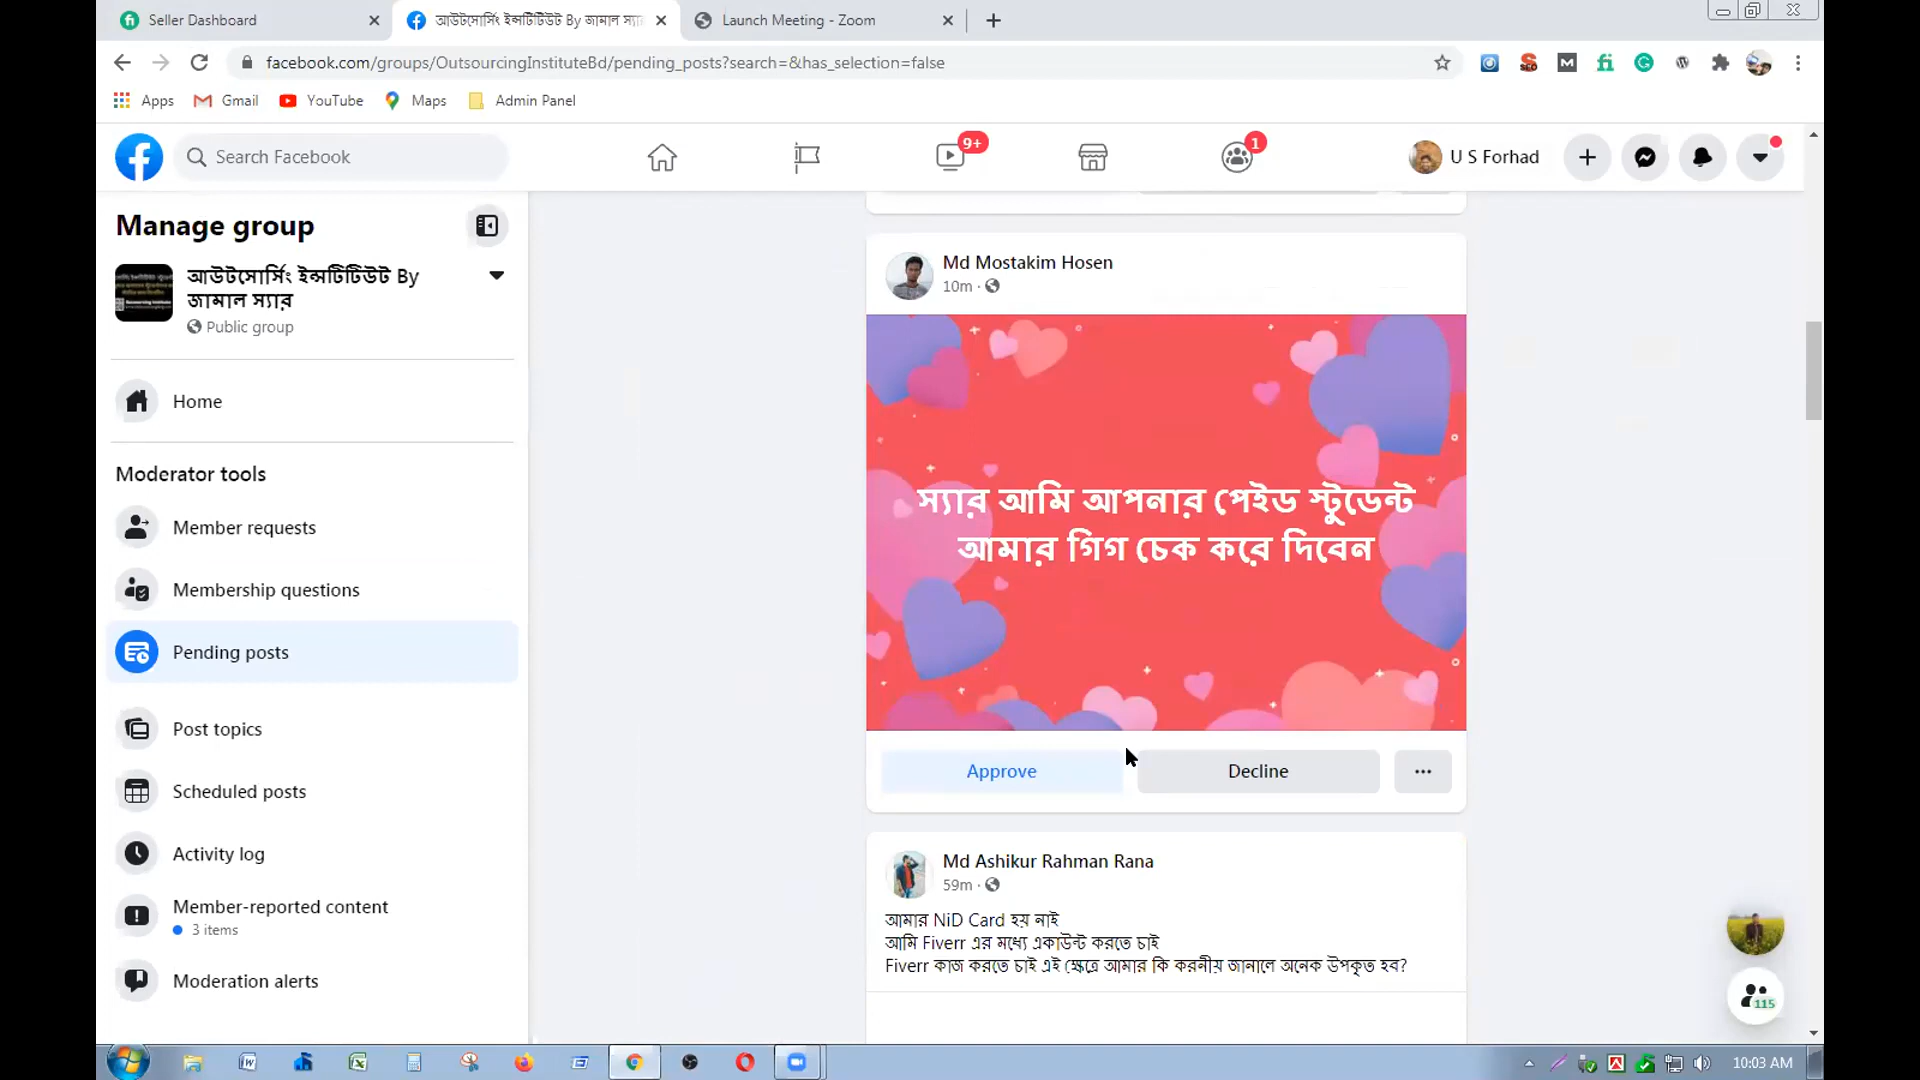 Seller Dashboard
আউটসোর্সিং ইন্সটিটিউট By জামাল স্যার
Launch Meeting - Zoom
facebook.com/groups/OutsourcingInstituteBd/pending_posts?search=&has_selection=false
Apps
Gmail
YouTube
Maps
Admin Panel
Search Facebook
9+
1
U S Forhad
Manage group
আউটসোর্সিং ইন্সটিটিউট By
জামাল স্যার
Public group
Home
Moderator tools
Member requests
Membership questions
Pending posts
Post topics
Scheduled posts
Activity log
Member-reported content
3 items
Moderation alerts
Md Mostakim Hosen
10m ·
স্যার আমি আপনার পেইড স্টুডেন্ট
আমার গিগ চেক করে দিবেন
Approve
Decline
Md Ashikur Rahman Rana
59m ·
আমার NiD Card হয় নাই
আমি Fiverr এর মধ্যে একাউন্ট করতে চাই
Fiverr কাজ করতে চাই এই ক্ষেত্রে আমার কি করনীয় জানালে অনেক উপকৃত হব?
115
10:03 AM